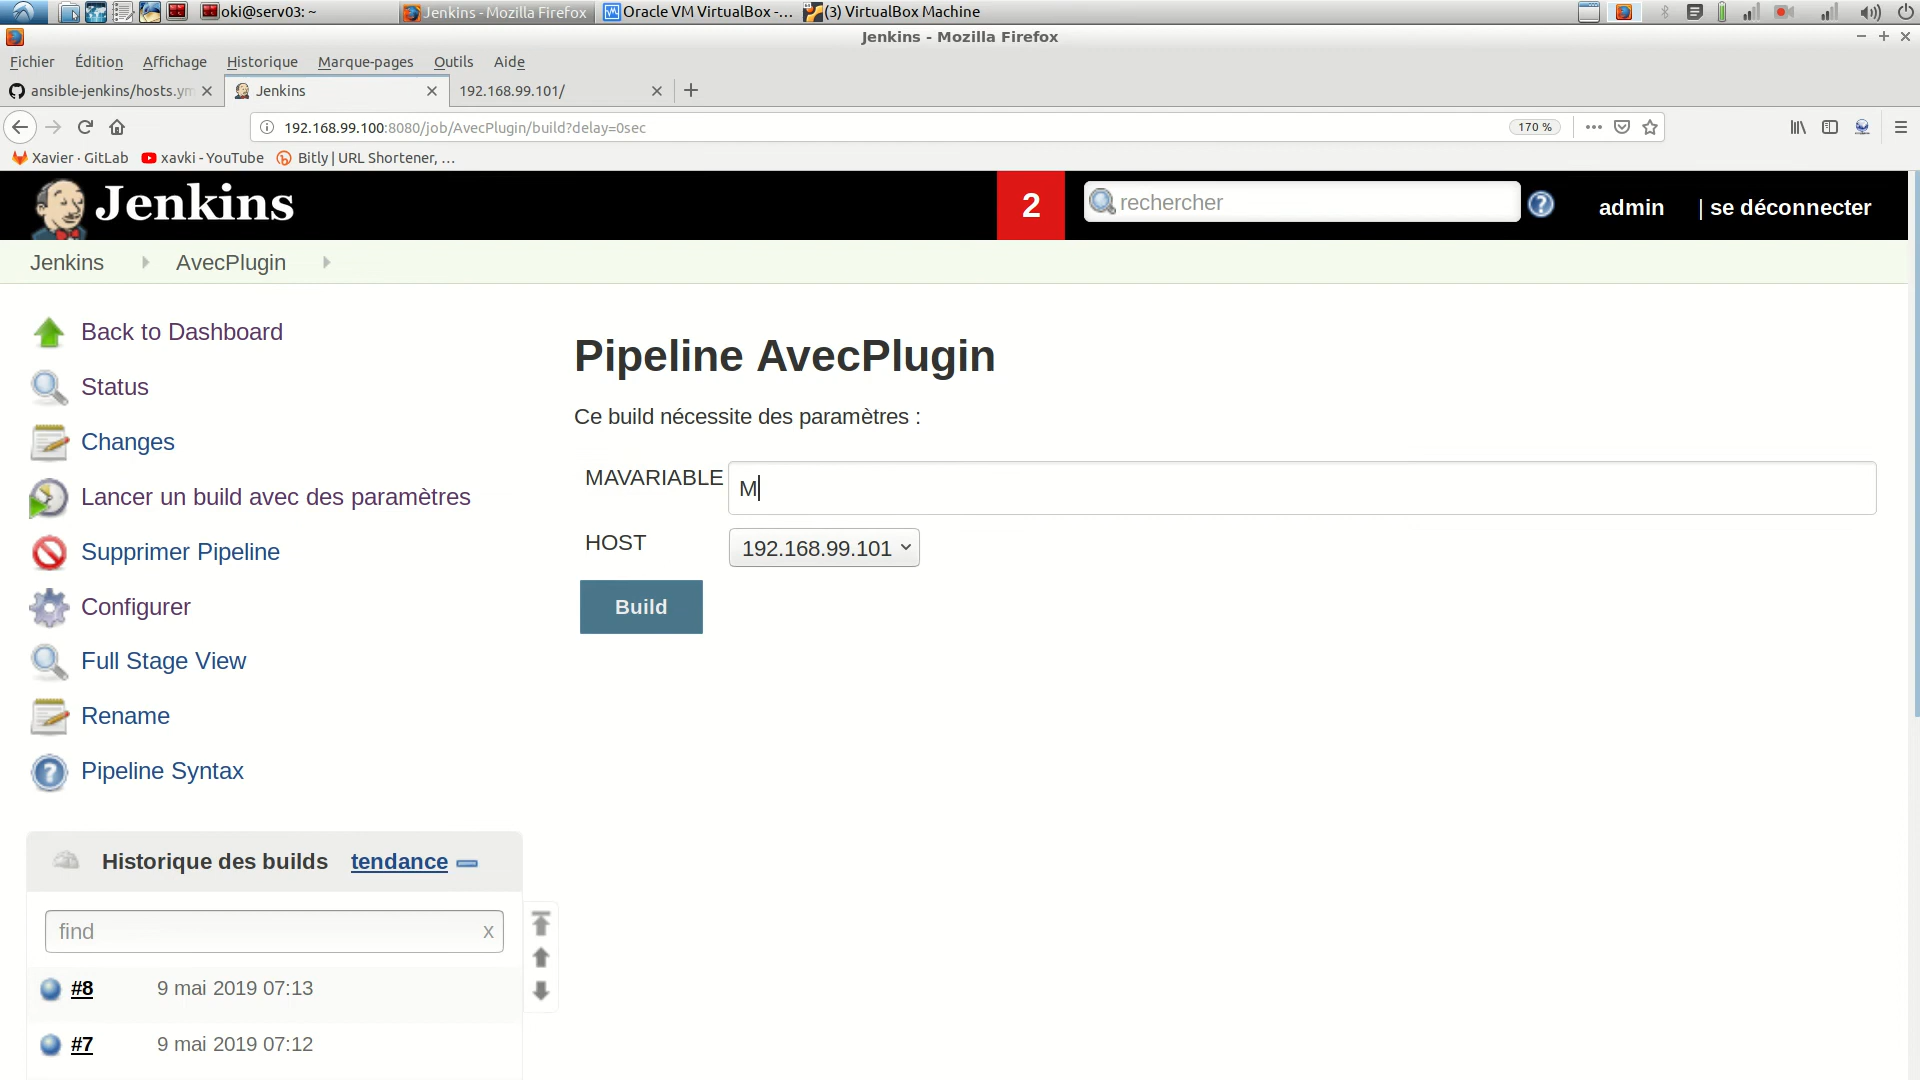 oki@serv03: ~
Jenkins - Mozilla Firefox
Oracle VM VirtualBox -...
(3) VirtualBox Machine
Jenkins - Mozilla Firefox
Fichier Édition Affichage Historique Marque-pages Outils Aide
ansible-jenkins/hosts.ym
Jenkins
192.168.99.101/
192.168.99.100:8080/job/AvecPlugin/build?delay=0sec
170 %
Xavier · GitLab
xavki - YouTube
Bitly | URL Shortener, ...
Jenkins
2
rechercher
admin
| se déconnecter
Jenkins
AvecPlugin
Back to Dashboard
Status
Changes
Lancer un build avec des paramètres
Supprimer Pipeline
Configurer
Full Stage View
Rename
Pipeline Syntax
Pipeline AvecPlugin
Ce build nécessite des paramètres :
MAVARIABLE
M
HOST
192.168.99.101
Build
Historique des builds
tendance
find
x
#8 9 mai 2019 07:13
#7 9 mai 2019 07:12